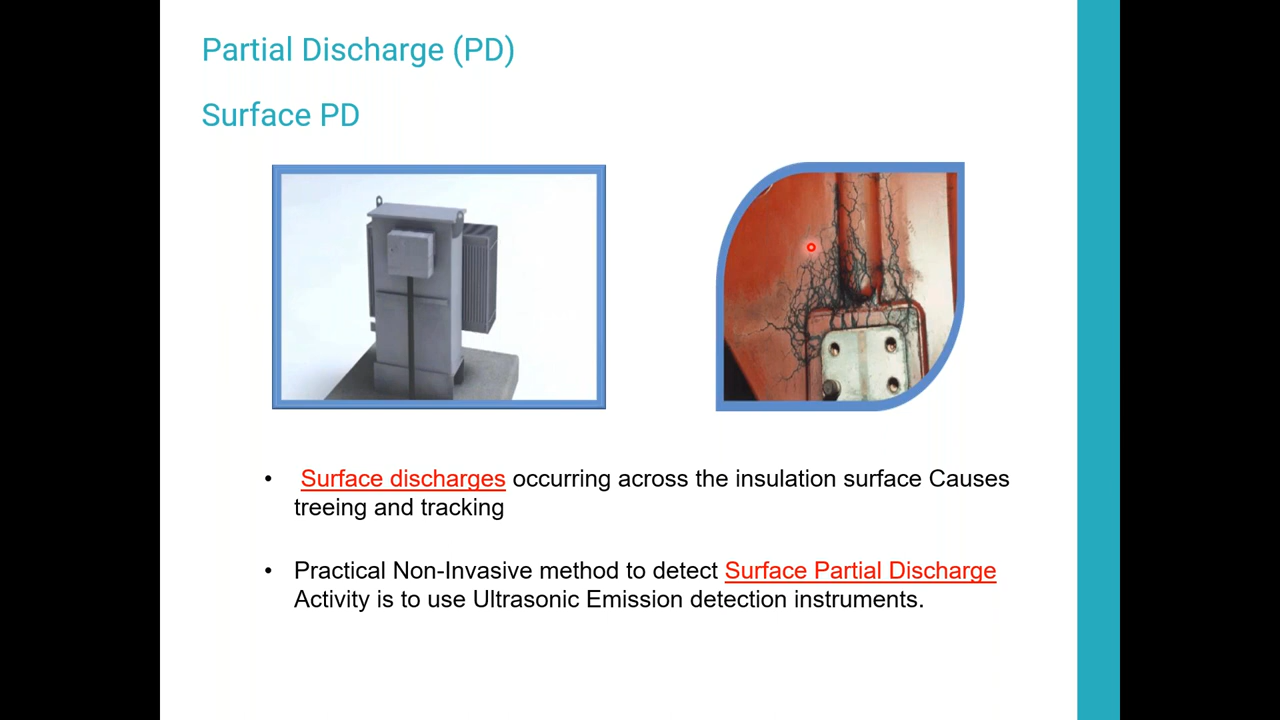 Partial Discharge (PD)
Surface PD
• Surface discharges occurring across the insulation surface Causes
treeing and tracking
• Practical Non-Invasive method to detect Surface Partial Discharge
Activity is to use Ultrasonic Emission detection instruments.